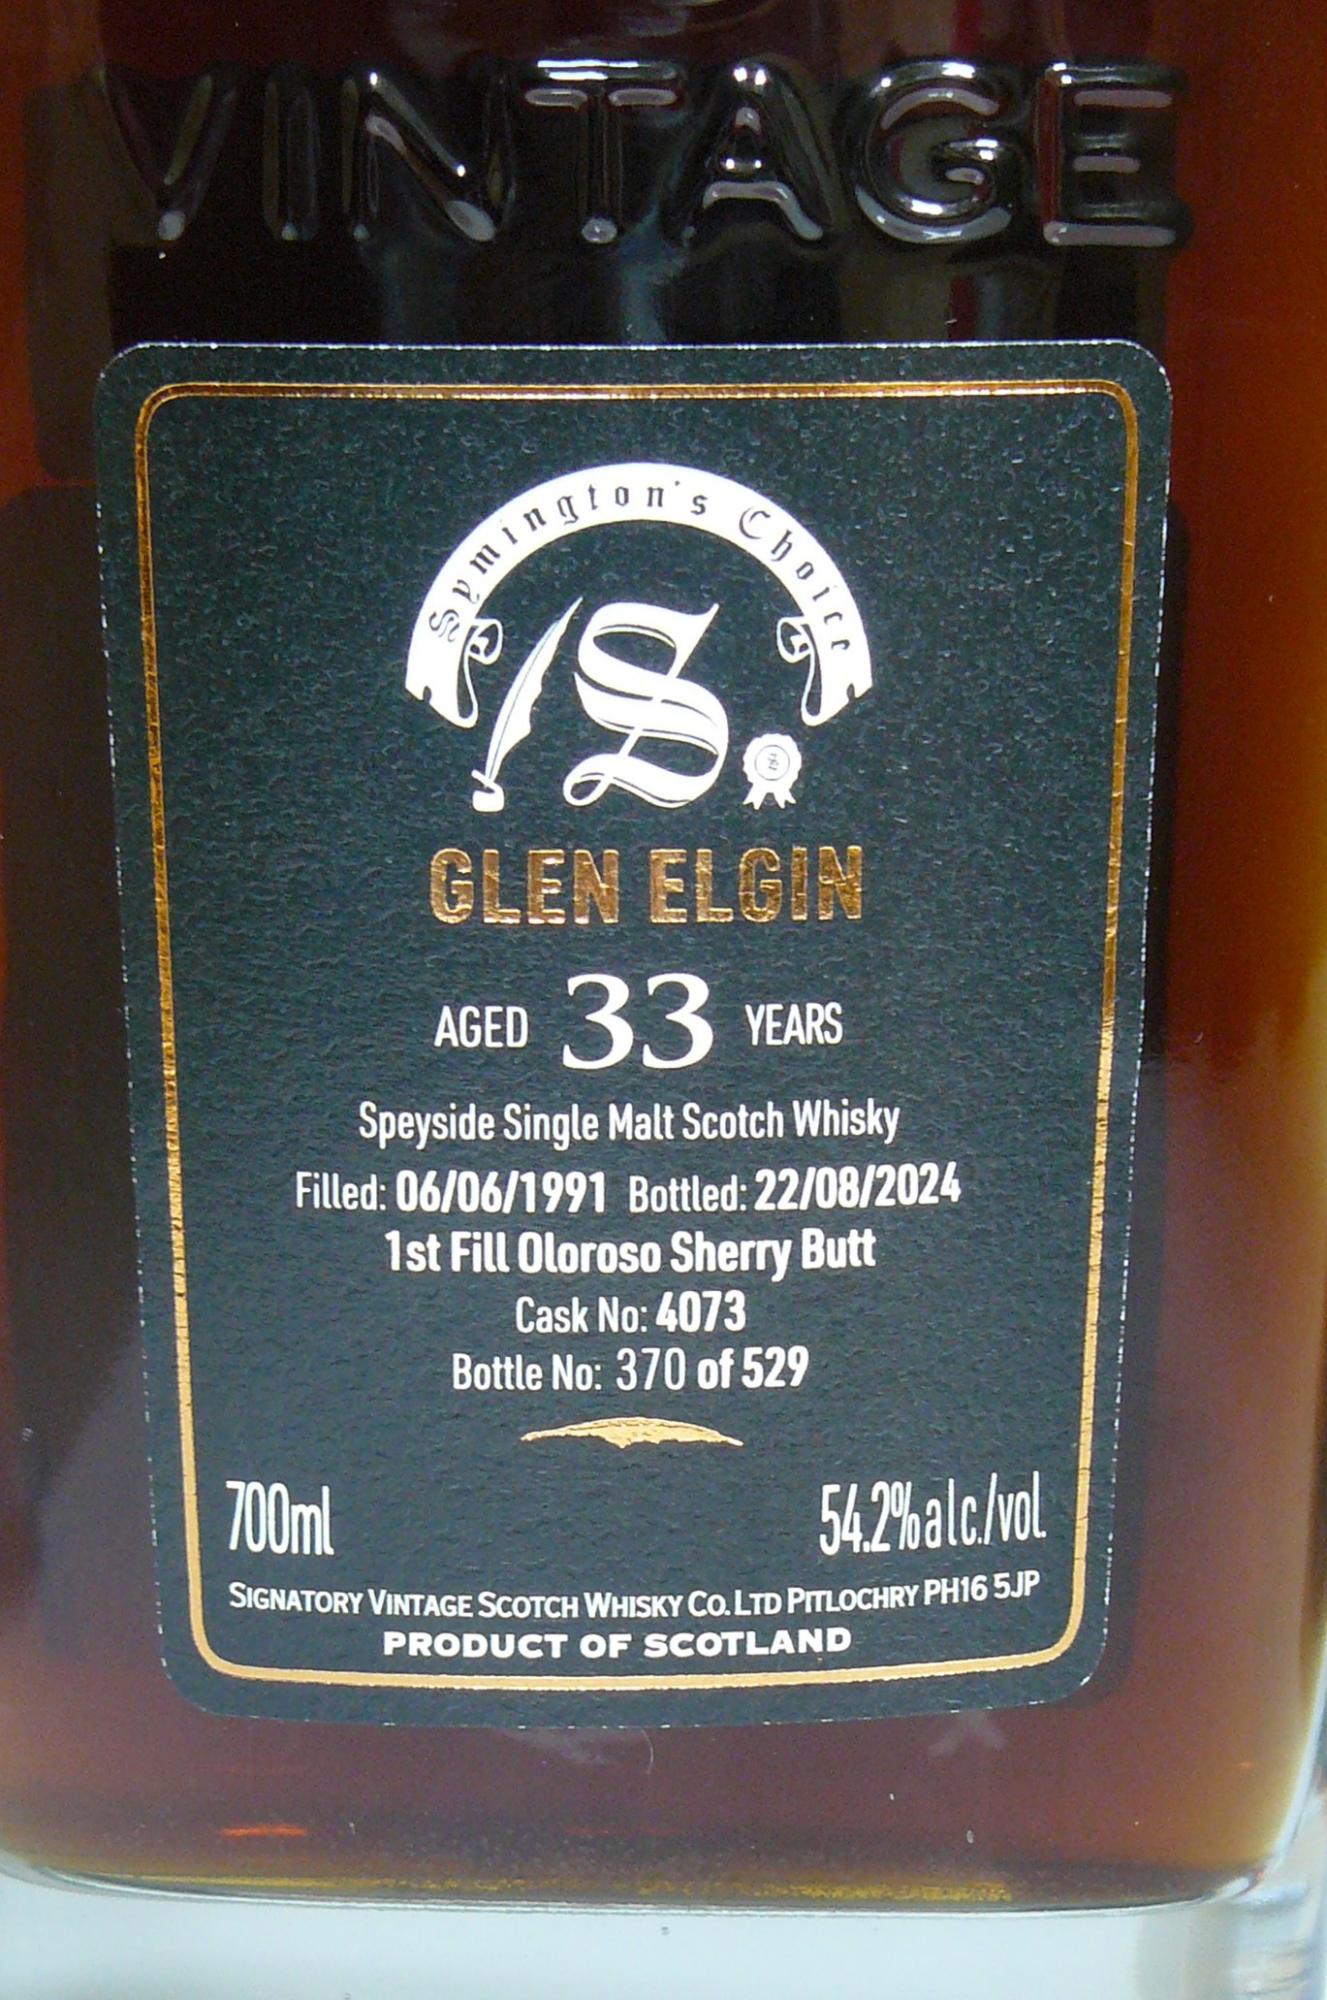 VINTAGE
Symington's Choice
S
GLEN ELGIN
AGED 33 YEARS
Speyside Single Malt Scotch Whisky
Filled: 06/06/1991 Bottled: 22/08/2024
1st Fill Oloroso Sherry Butt
Cask No: 4073
Bottle No: 370 of 529
700ml 54.2% alc./vol.
SIGNATORY VINTAGE SCOTCH WHISKY CO. LTD PITLOCHRY PH16 5JP
PRODUCT OF SCOTLAND